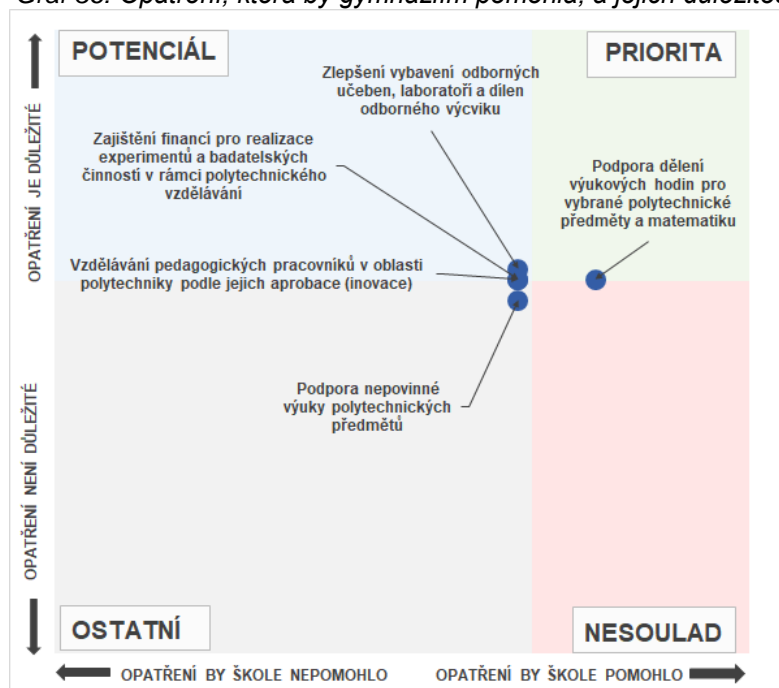 POTENCIÁL
PRIORITA
Zlepšení vybavení odborných
učeben, laboratoří a dílen
odborného výcviku
Zajištění financí pro realizace
experimentů a badatelských
činností v rámci polytechnického
vzdělávání
Podpora dělení
výukových hodin pro
vybrané polytechnické
předměty a matematiku
Vzdělávání pedagogických pracovníků v oblasti
polytechniky podle jejich aprobace (inovace)
Podpora nepovinné
výuky polytechnických
předmětů
OPATŘENÍ JE DŮLEŽITÉ
OPATŘENÍ NENÍ DŮLEŽITÉ
OSTATNÍ
NESOULAD
OPATŘENÍ BY ŠKOLE NEPOMOHLO
OPATŘENÍ BY ŠKOLE POMOHLO